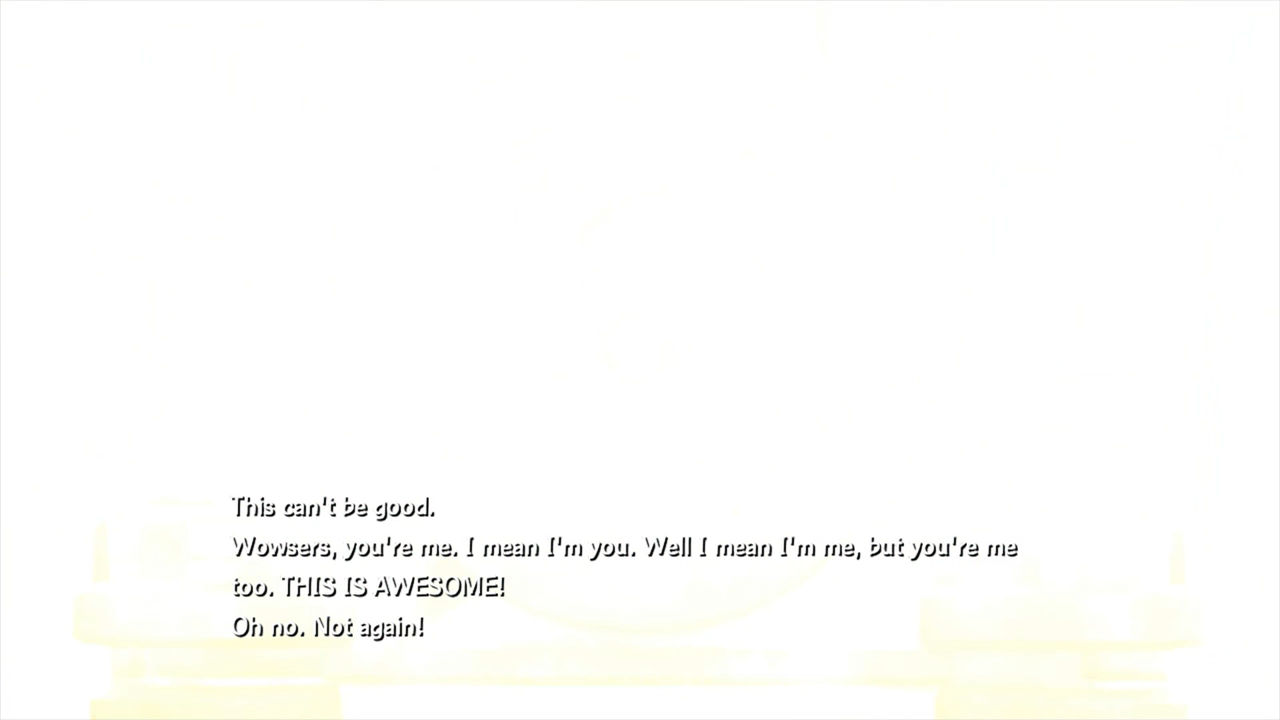 This can't be good.
Wowsers, you're me. I mean I'm you. Well I mean I'm me, but you're me
too. THIS IS AWESOME!
Oh no. Not again!